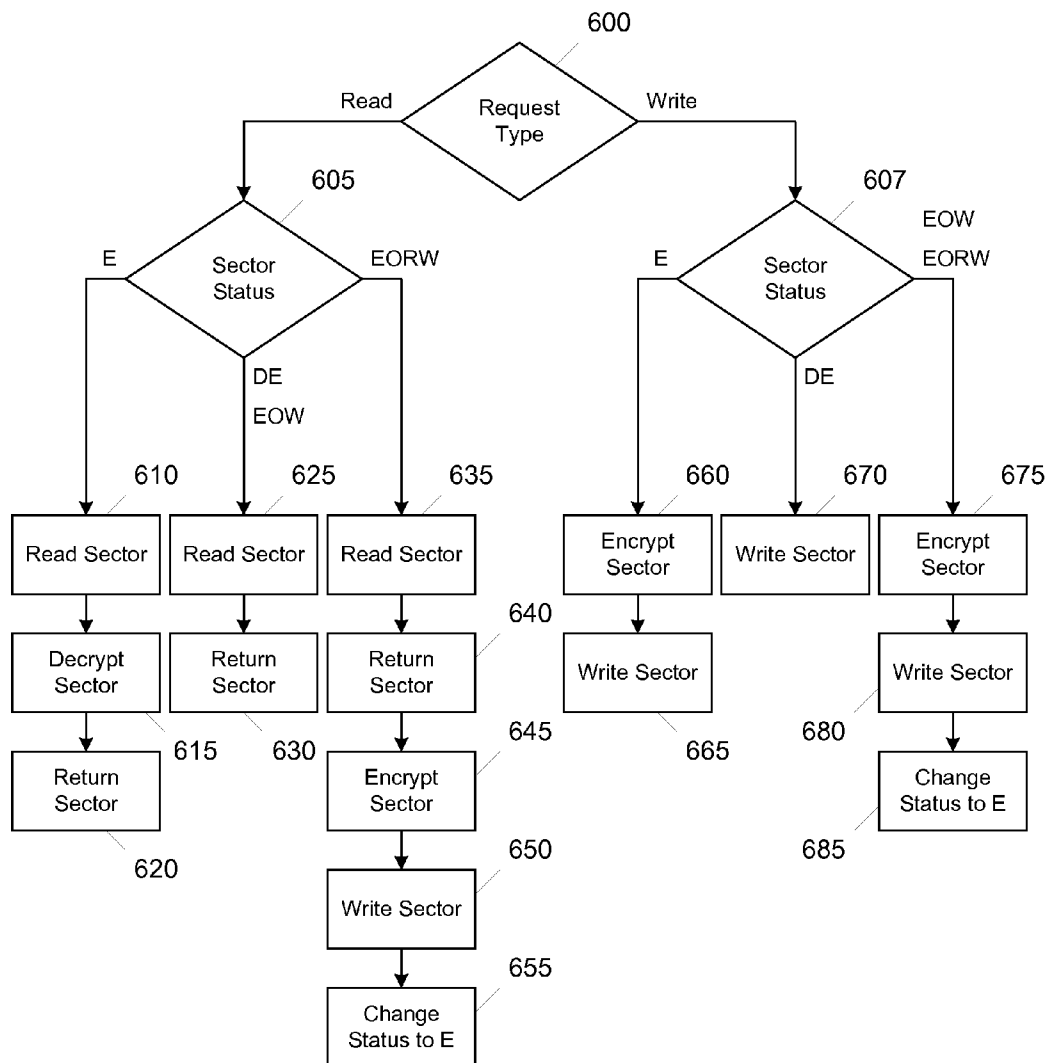 600
Read
Request
Type
Write
605
607
E
Sector
Status
EORW
DE
EOW
E
Sector
Status
EOW
EORW
DE
610
625
635
660
670
675
Read Sector
Read Sector
Read Sector
Encrypt
Sector
Write Sector
Encrypt
Sector
640
Decrypt
Sector
Return
Sector
Return
Sector
Write Sector
Write Sector
615
630
645
665
680
Return
Sector
Encrypt
Sector
Change
Status to E
620
650
685
Write Sector
655
Change
Status to E